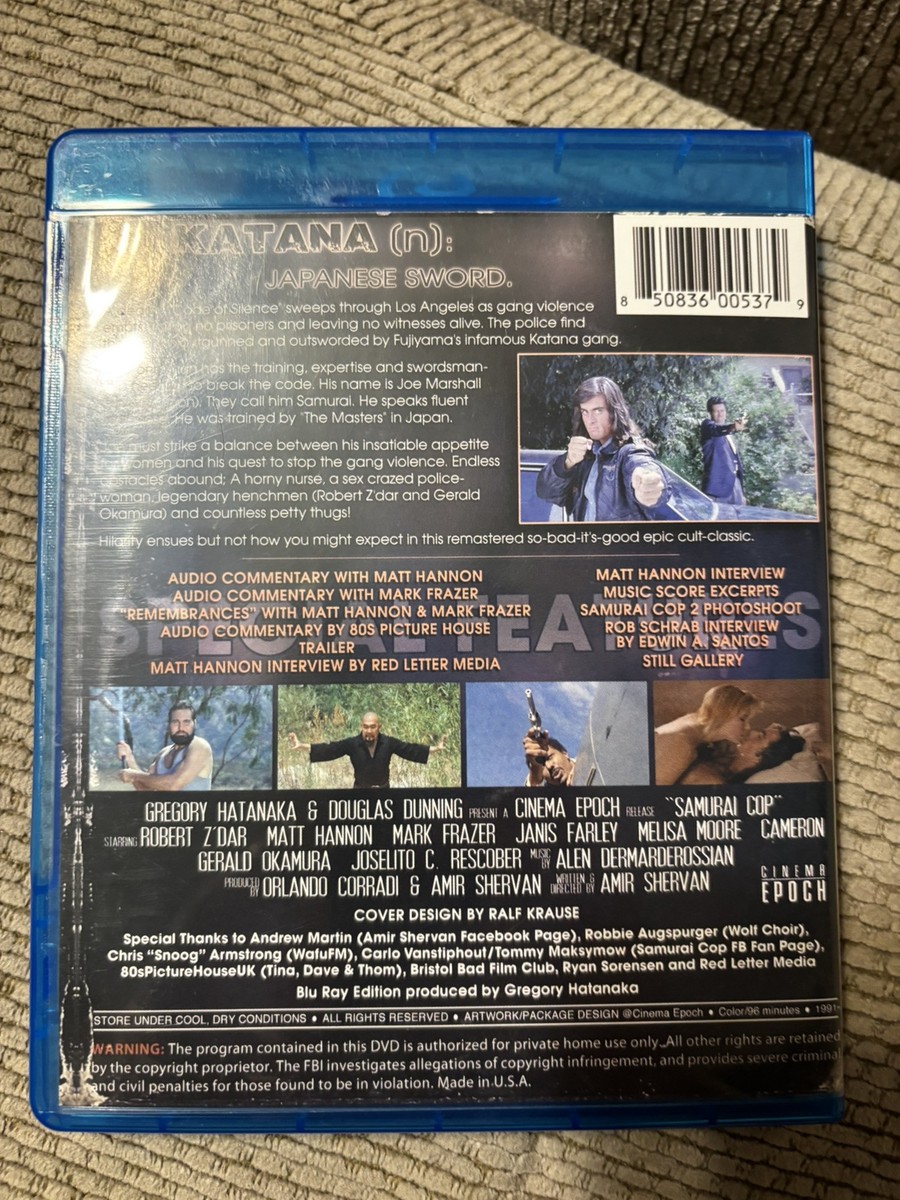 KATANA (n):
JAPANESE SWORD.
of Silence" sweeps through Los Angeles as gang violence
prisoners and leaving no witnesses alive. The police find
and outsworded by Fujiyama's infamous Katana gang.
has the training, expertise and swordsman-
break the code. His name is Joe Marshall
They call him Samurai. He speaks fluent
He was trained by "The Masters" in Japan.
must strike a balance between his insatiable appetite
women and his quest to stop the gang violence. Endless
obstacles abound; A horny nurse, a sex crazed police-
woman, legendary henchmen (Robert Z'dar and Gerald
Okamura) and countless petty thugs!
Hilarity ensues but not how you might expect in this remastered so-bad-it's-good epic cult-classic.
8 50836 00537 9
SPECIAL FEATURES
AUDIO COMMENTARY WITH MATT HANNON
AUDIO COMMENTARY WITH MARK FRAZER
"REMEMBRANCES" WITH MATT HANNON & MARK FRAZER
AUDIO COMMENTARY BY 80S PICTURE HOUSE
TRAILER
MATT HANNON INTERVIEW BY RED LETTER MEDIA
MATT HANNON INTERVIEW
MUSIC SCORE EXCERPTS
SAMURAI COP 2 PHOTOSHOOT
ROB SCHRAB INTERVIEW
BY EDWIN A. SANTOS
STILL GALLERY
GREGORY HATANAKA & DOUGLAS DUNNING PRESENT A CINEMA EPOCH RELEASE "SAMURAI COP"
STARRING ROBERT Z'DAR MATT HANNON MARK FRAZER JANIS FARLEY MELISA MOORE CAMERON
GERALD OKAMURA JOSELITO C. RESCOBER MUSIC BY ALEN DERMARDEROSSIAN
PRODUCED BY ORLANDO CORRADI & AMIR SHERVAN WRITTEN & DIRECTED BY AMIR SHERVAN
CINEMA
EPOCH
COVER DESIGN BY RALF KRAUSE
Special Thanks to Andrew Martin (Amir Shervan Facebook Page), Robbie Augspurger (Wolf Choir),
Chris "Snoog" Armstrong (WafuFM), Carlo Vanstiphout/Tommy Maksymow (Samurai Cop FB Fan Page),
80sPictureHouseUK (Tina, Dave & Thom), Bristol Bad Film Club, Ryan Sorensen and Red Letter Media
Blu Ray Edition produced by Gregory Hatanaka
STORE UNDER COOL, DRY CONDITIONS • ALL RIGHTS RESERVED • ARTWORK/PACKAGE DESIGN @Cinema Epoch • Color/96 minutes • 1991
WARNING: The program contained in this DVD is authorized for private home use only. All other rights are retained
by the copyright proprietor. The FBI investigates allegations of copyright infringement, and provides severe criminal
and civil penalties for those found to be in violation. Made in U.S.A.